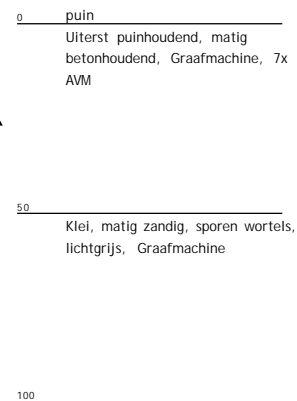 0 puin
Uiterst puinhoudend, matig
betonhoudend, Graafmachine, 7x
AVM
50
Klei, matig zandig, sporen wortels,
lichtgrijs, Graafmachine
100